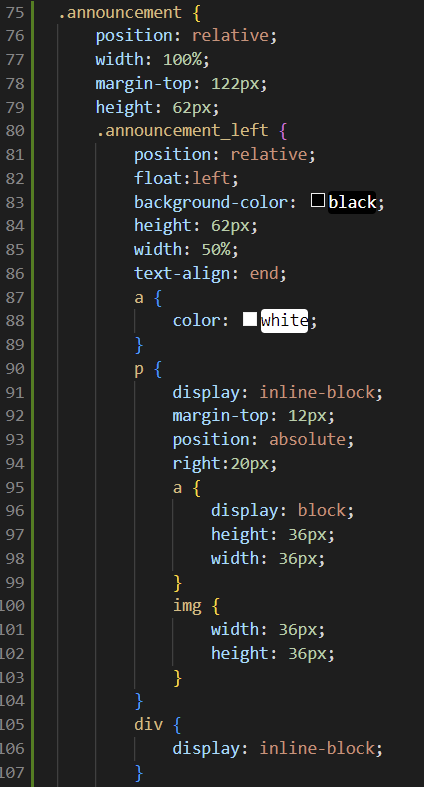 75 .announcement {
76 position: relative;
77 width: 100%;
78 margin-top: 122px;
79 height: 62px;
80 .announcement_left {
81 position: relative;
82 float:left;
83 background-color: black;
84 height: 62px;
85 width: 50%;
86 text-align: end;
87 a {
88 color: white;
89 }
90 p {
91 display: inline-block;
92 margin-top: 12px;
93 position: absolute;
94 right:20px;
95 a {
96 display: block;
97 height: 36px;
98 width: 36px;
99 }
100 img {
101 width: 36px;
102 height: 36px;
103 }
104 }
105 div {
106 display: inline-block;
107 }